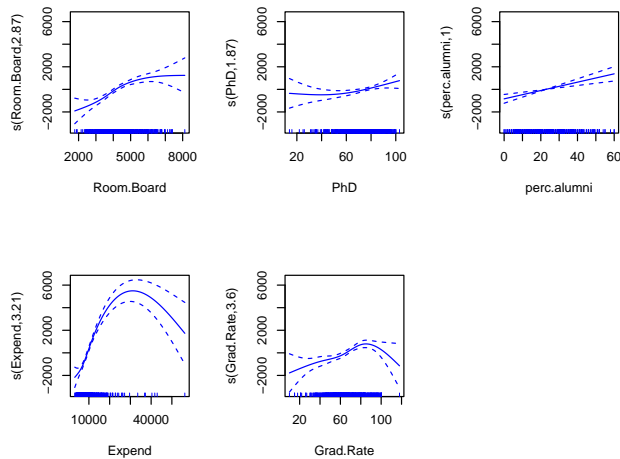 s(Room.Board,2.87)
6000
2000
−2000
2000 5000 8000
Room.Board
s(PhD,1.87)
6000
2000
−2000
20 60 100
PhD
s(perc.alumni,1)
6000
2000
−2000
0 20 40 60
perc.alumni
s(Expend,3.21)
6000
2000
−2000
10000 40000
Expend
s(Grad.Rate,3.6)
6000
2000
−2000
20 60 100
Grad.Rate